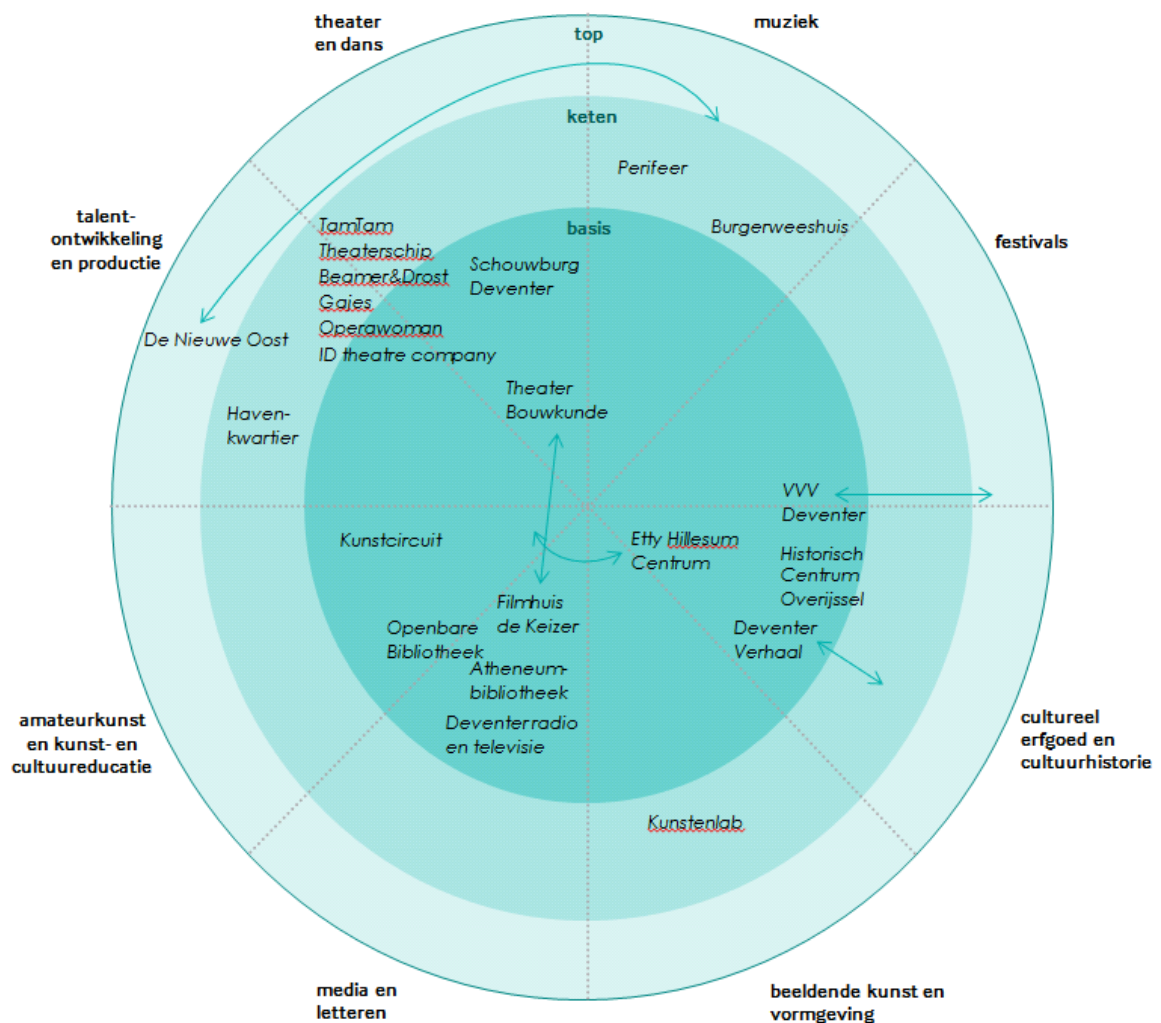 theater
en dans
muziek
top
keten
Perifeer
talent-
ontwikkeling
en productie
TamTam
Theaterschip
Beamer&Drost
Gajes
Operawoman
ID theatre company
basis
Burgerweeshuis
festivals
Schouwburg
Deventer
De Nieuwe Oost
Theater
Bouwkunde
Haven-
kwartier
VVV
Deventer
Kunstcircuit
Etty Hillesum
Centrum
Historisch
Centrum
Overijssel
Filmhuis
de Keizer
Openbare
Bibliotheek
Deventer
Verhaal
Atheneum-
bibliotheek
Deventerradio
en televisie
amateurkunst
en kunst- en
cultuureducatie
cultureel
erfgoed en
cultuurhistorie
Kunstenlab
media en
letteren
beeldende kunst en
vormgeving